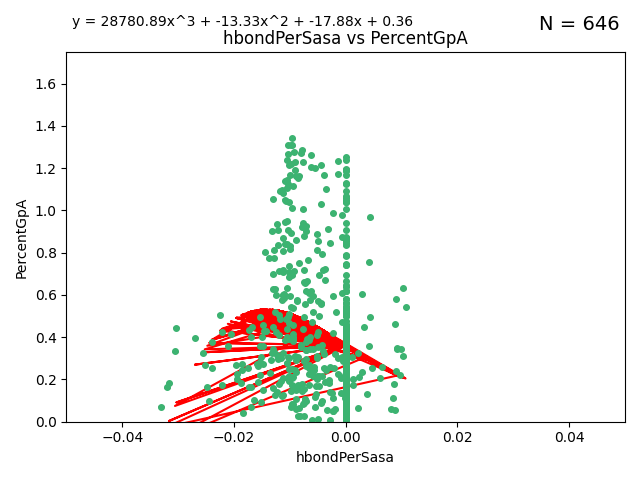 y = 28780.89x^3 + -13.33x^2 + -17.88x + 0.36
N = 646
hbondPerSasa vs PercentGpA
PercentGpA
1.6
1.4
1.2
1.0
0.8
0.6
0.4
0.2
0.0
−0.04
−0.02
0.00
0.02
0.04
hbondPerSasa